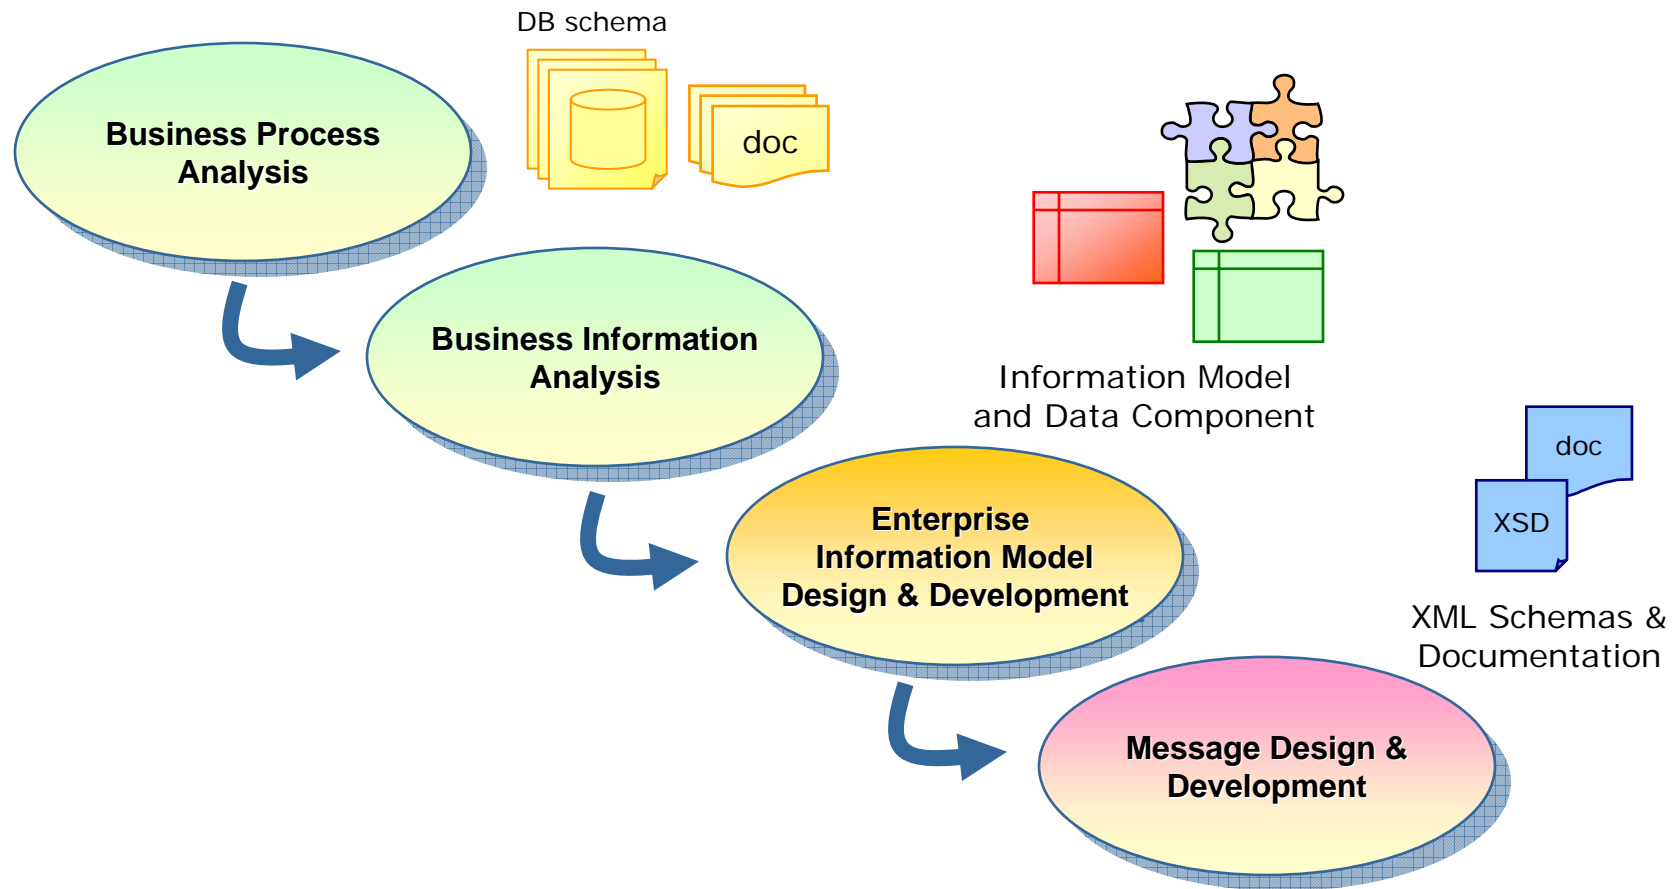 DB schema
Business Process
Analysis
doc
Business Information
Analysis
Information Model
and Data Component
doc
XSD
Enterprise
Information Model
Design & Development
XML Schemas &
Documentation
Message Design &
Development